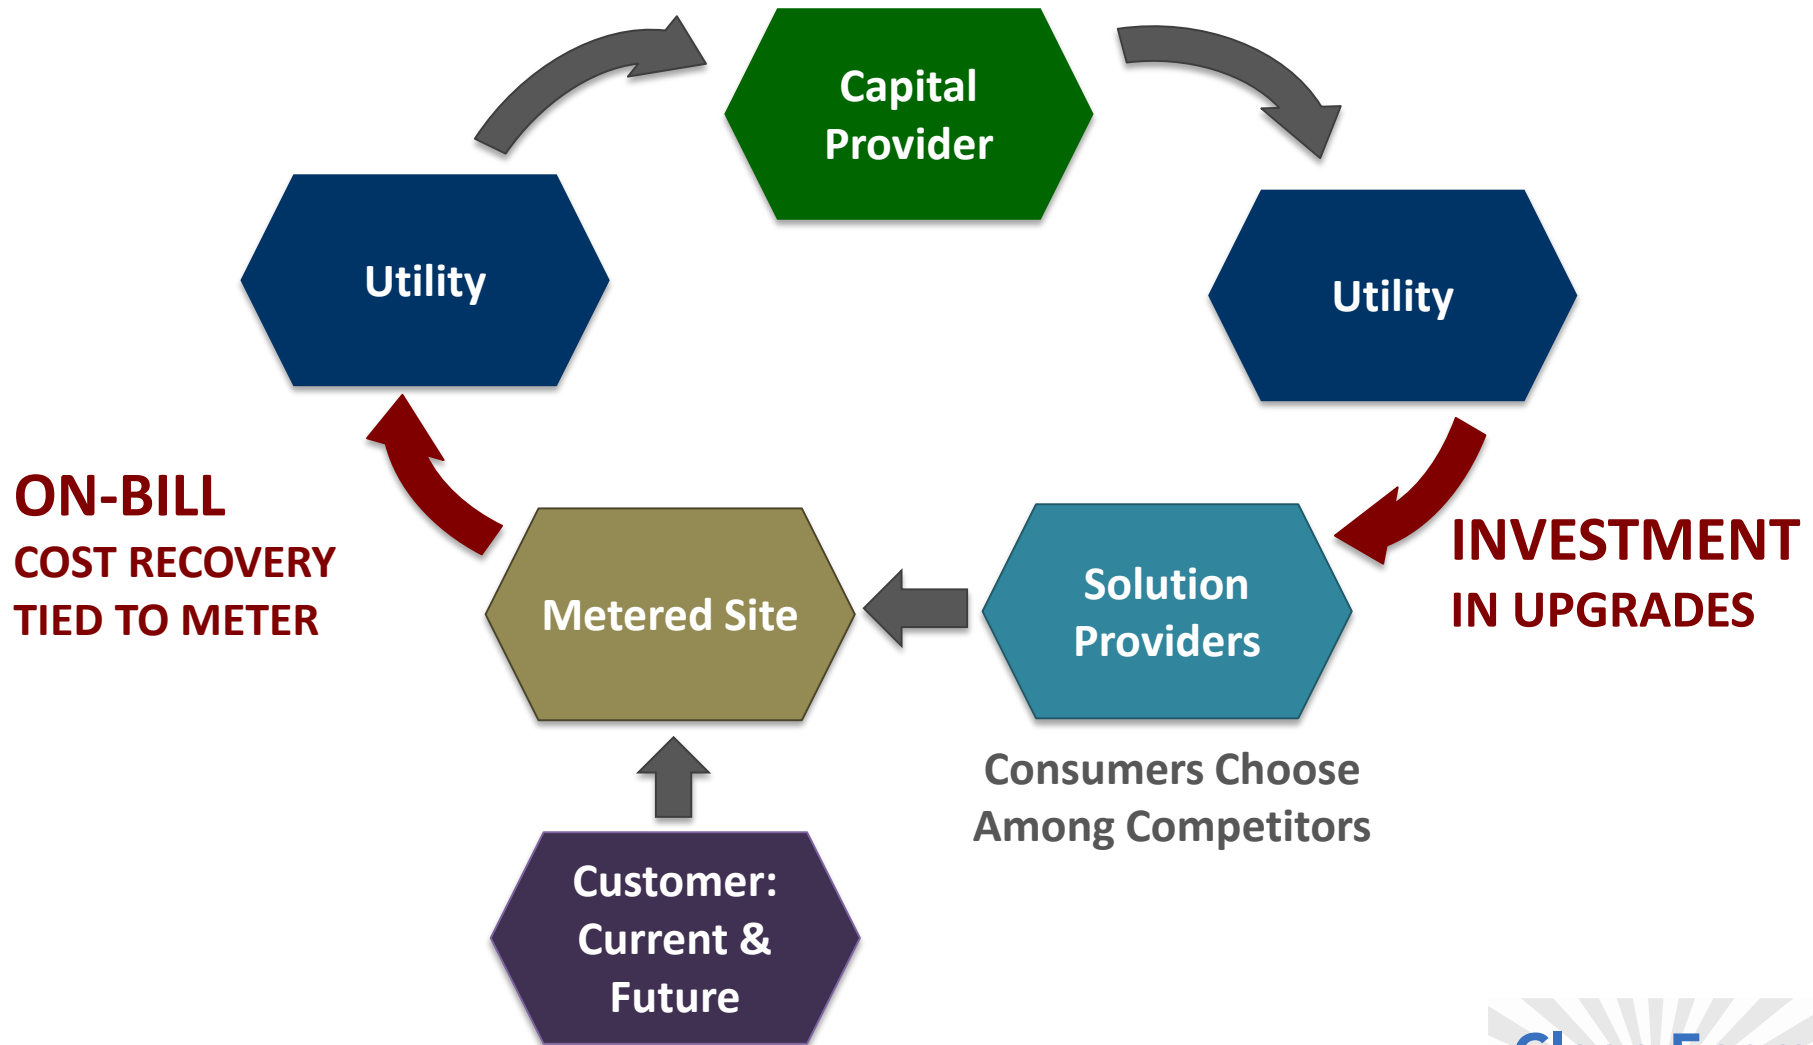 Capital
Provider
Utility
Utility
ON-BILL
COST RECOVERY
TIED TO METER
INVESTMENT
IN UPGRADES
Metered Site
Solution
Providers
Consumers Choose
Among Competitors
Customer:
Current &
Future